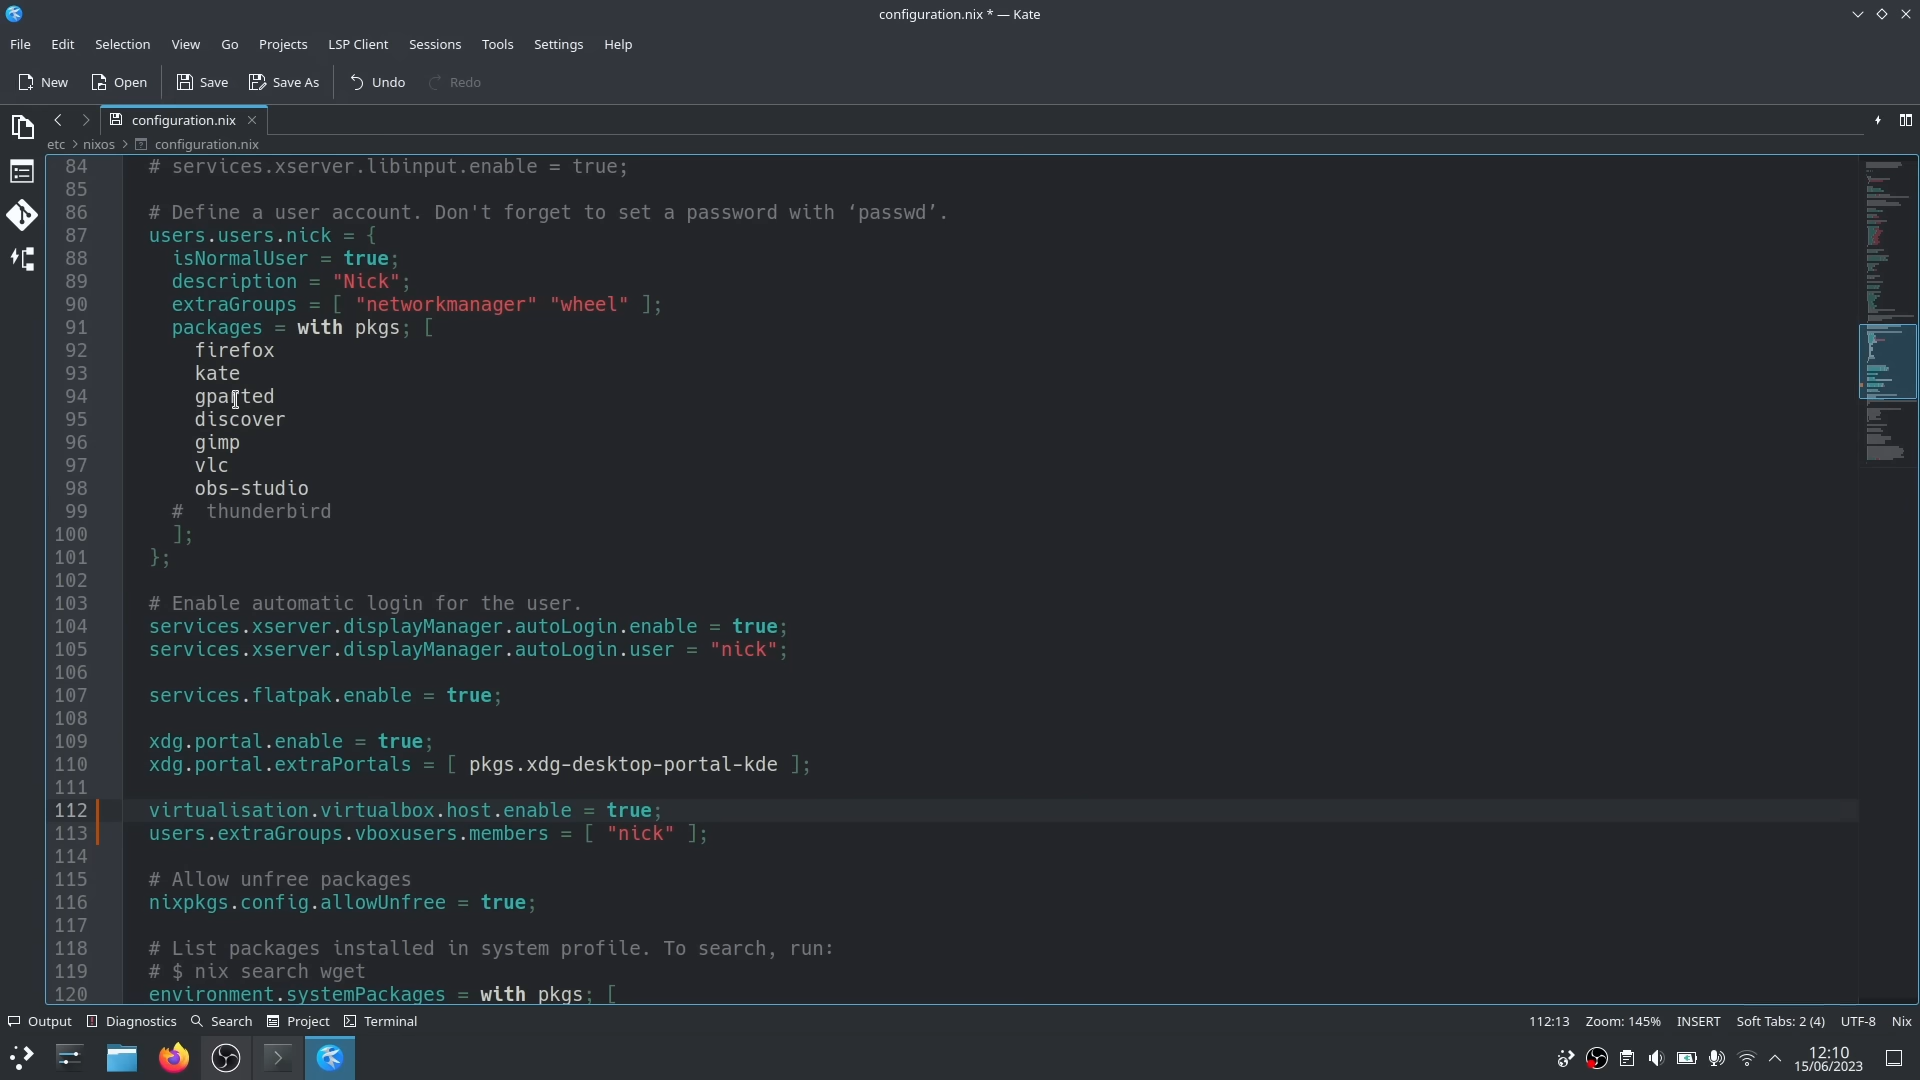 configuration.nix * — Kate
File Edit Selection View Go Projects LSP Client Sessions Tools Settings Help
New Open Save Save As Undo Redo
configuration.nix
etc > nixos > configuration.nix
84 # services.xserver.libinput.enable = true;
85
86 # Define a user account. Don't forget to set a password with ‘passwd’.
87 users.users.nick = {
88 isNormalUser = true;
89 description = "Nick";
90 extraGroups = [ "networkmanager" "wheel" ];
91 packages = with pkgs; [
92 firefox
93 kate
94 gparted
95 discover
96 gimp
97 vlc
98 obs-studio
99 #  thunderbird
100 ];
101 };
102
103 # Enable automatic login for the user.
104 services.xserver.displayManager.autoLogin.enable = true;
105 services.xserver.displayManager.autoLogin.user = "nick";
106
107 services.flatpak.enable = true;
108
109 xdg.portal.enable = true;
110 xdg.portal.extraPortals = [ pkgs.xdg-desktop-portal-kde ];
111
112 virtualisation.virtualbox.host.enable = true;
113 users.extraGroups.vboxusers.members = [ "nick" ];
114
115 # Allow unfree packages
116 nixpkgs.config.allowUnfree = true;
117
118 # List packages installed in system profile. To search, run:
119 # $ nix search wget
120 environment.systemPackages = with pkgs; [
Output Diagnostics Search Project Terminal 112:13 Zoom: 145% INSERT Soft Tabs: 2 (4) UTF-8 Nix
12:10
15/06/2023